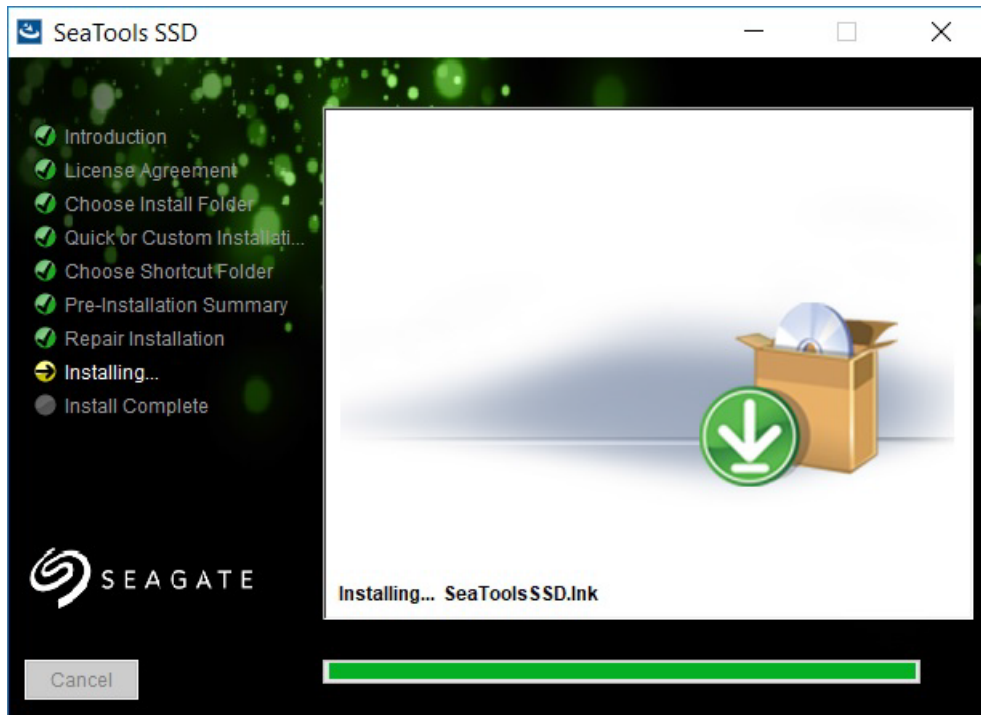 SeaTools SSD
Introduction
License Agreement
Choose Install Folder
Quick or Custom Installati...
Choose Shortcut Folder
Pre-Installation Summary
Repair Installation
Installing...
Install Complete
SEAGATE
Installing... SeaToolsSSD.lnk
Cancel